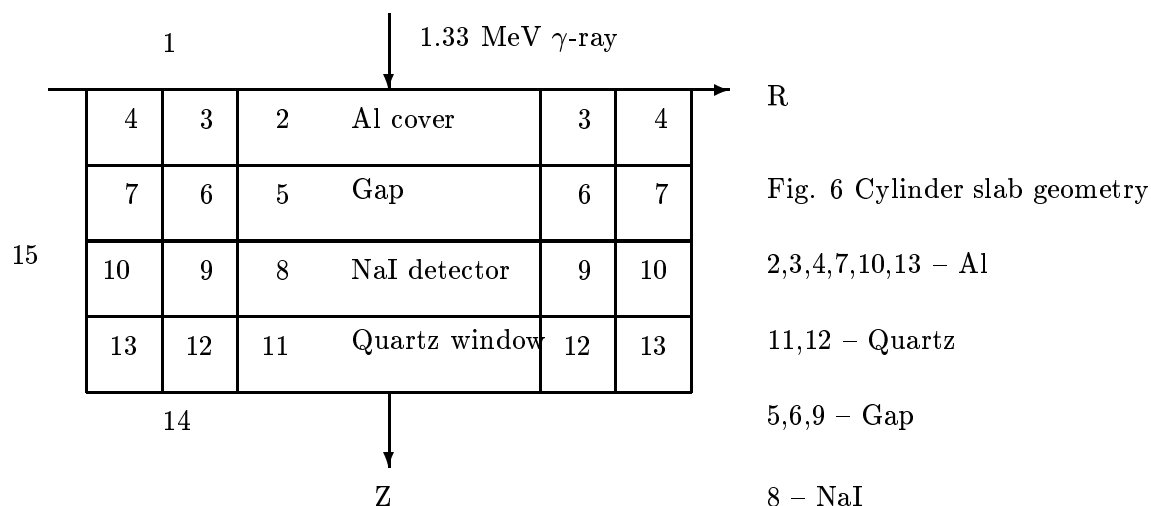 1 1.33 MeV γ-ray
R
4 3 2 Al cover 3 4
7 6 5 Gap 6 7
Fig. 6 Cylinder slab geometry
15
10 9 8 NaI detector 9 10
2,3,4,7,10,13 – Al
13 12 11 Quartz window 12 13
11,12 – Quartz
14
5,6,9 – Gap
Z
8 – NaI